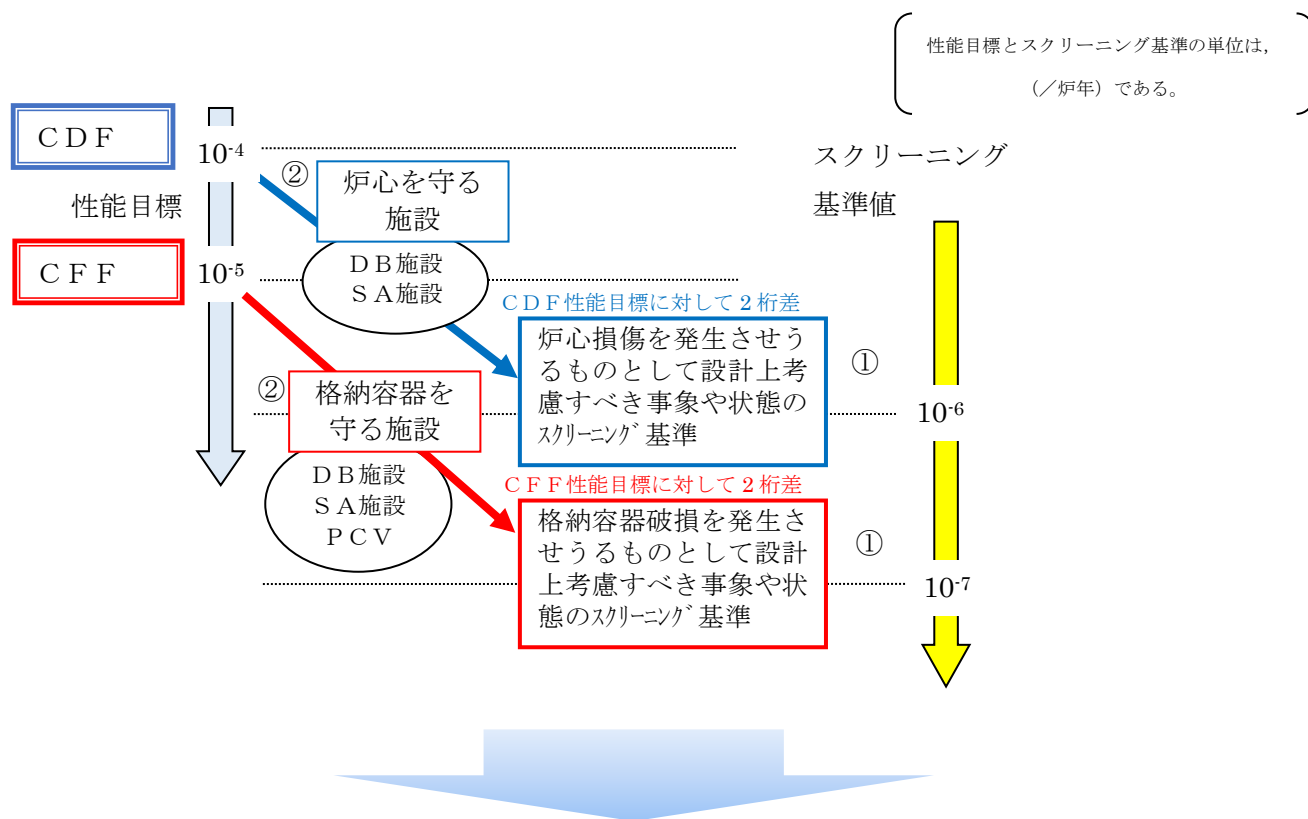 性能目標とスクリーニング基準の単位は，
（／炉年）である。
ＣＤＦ
10-4
性能目標
ＣＦＦ
10-5
②
炉心を守る
施設
ＤＢ施設
ＳＡ施設
スクリーニング
基準値
ＣＤＦ性能目標に対して２桁差
炉心損傷を発生させう
るものとして設計上考
慮すべき事象や状態の
ｽｸﾘｰﾆﾝｸﾞ基準
①
10-6
②
格納容器を
守る施設
ＤＢ施設
ＳＡ施設
ＰＣＶ
ＣＦＦ性能目標に対して２桁差
格納容器破損を発生さ
せうるものとして設計
上考慮すべき事象や状
態のｽｸﾘｰﾆﾝｸﾞ基準
①
10-7